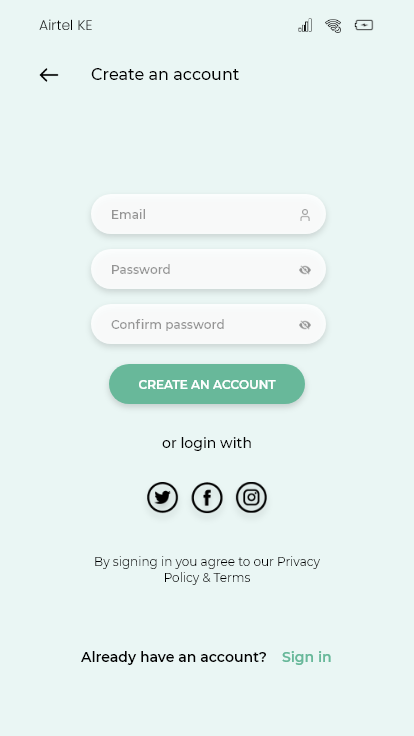 Airtel KE
Create an account
Email
Password
Confirm password
CREATE AN ACCOUNT
or login with
By signing in you agree to our Privacy
Policy & Terms
Already have an account? Sign in